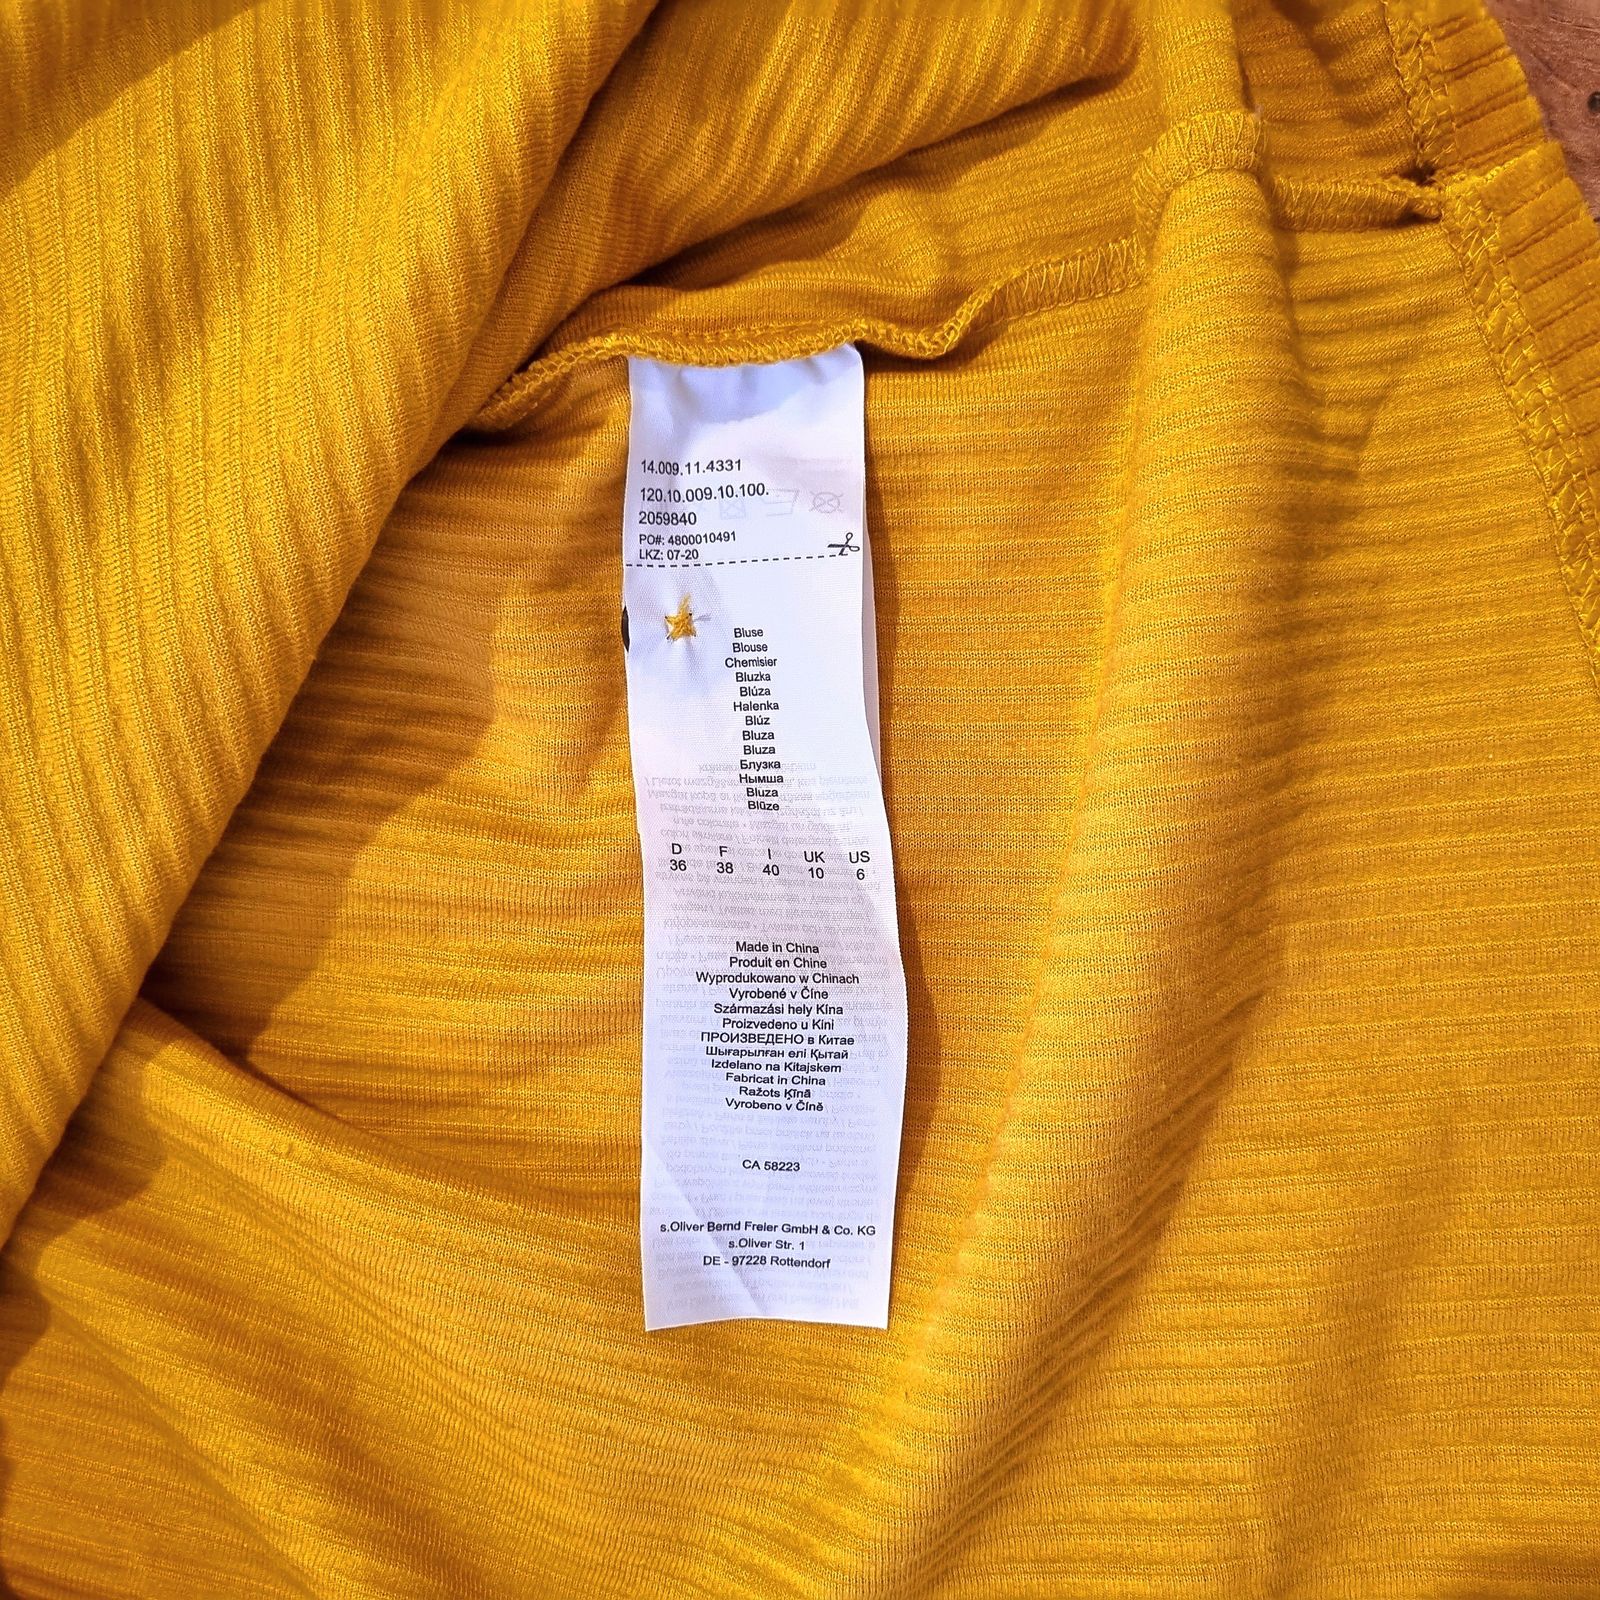 14.009.11.4331
120.10.009.10.100.
2059840
PO#: 4800010491
LKZ: 07-20
Bluse
Blouse
Chemisier
Bluzka
Blúza
Halenka
Blúz
Bluza
Bluza
Блузка
Нымша
Bluza
Blūze
D F I UK US
36 38 40 10 6
Made in China
Produit en Chine
Wyprodukowano w Chinach
Vyrobené v Číne
Származási hely Kína
Proizvedeno u Kini
ПРОИЗВЕДЕНО в Китае
Шығарылған елі Қытай
Izdelano na Kitajskem
Fabricat in China
Ražots Ķīnā
Vyrobeno v Číně
CA 58223
s.Oliver Bernd Freier GmbH & Co. KG
s.Oliver Str. 1
DE - 97228 Rottendorf